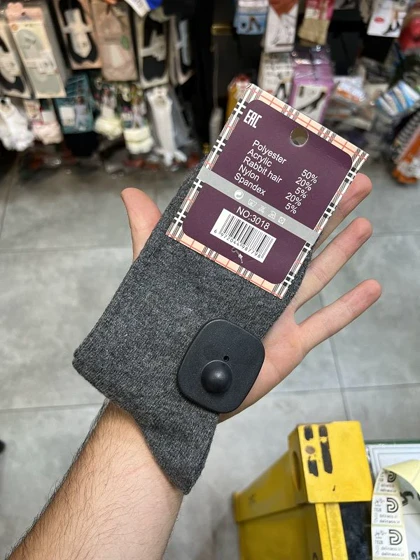 EAC
Polyester 50%
Acrylic 20%
Rabbit hair 5%
Nylon 20%
Spandex 5%
NO:3018